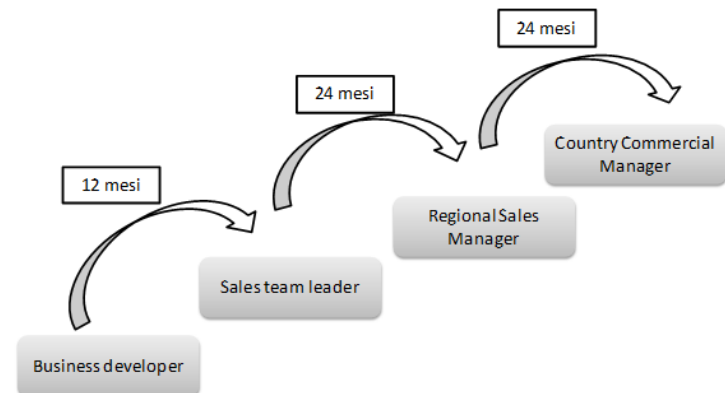 24 mesi
24 mesi
Country Commercial
Manager
12 mesi
Regional Sales
Manager
Sales team leader
Business developer